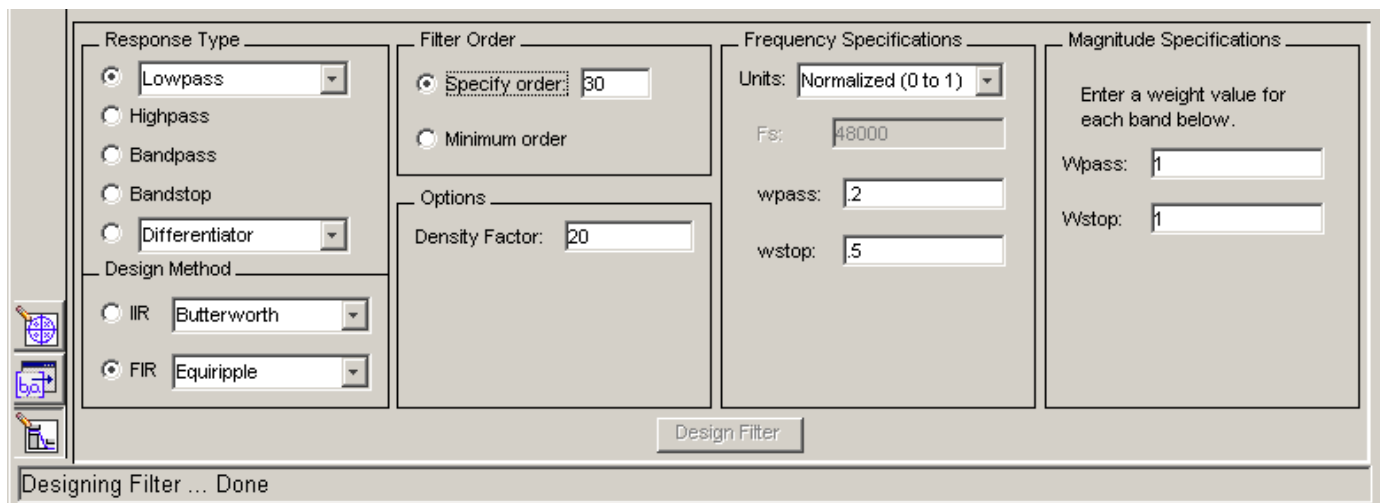 Response Type
Lowpass
Highpass
Bandpass
Bandstop
Differentiator
Design Method
IIR Butterworth
FIR Equiripple
Filter Order
Specify order: 30
Minimum order
Options
Density Factor: 20
Frequency Specifications
Units: Normalized (0 to 1)
Fs: 48000
wpass: .2
wstop: .5
Magnitude Specifications
Enter a weight value for
each band below.
Wpass: 1
Wstop: 1
Design Filter
Designing Filter ... Done